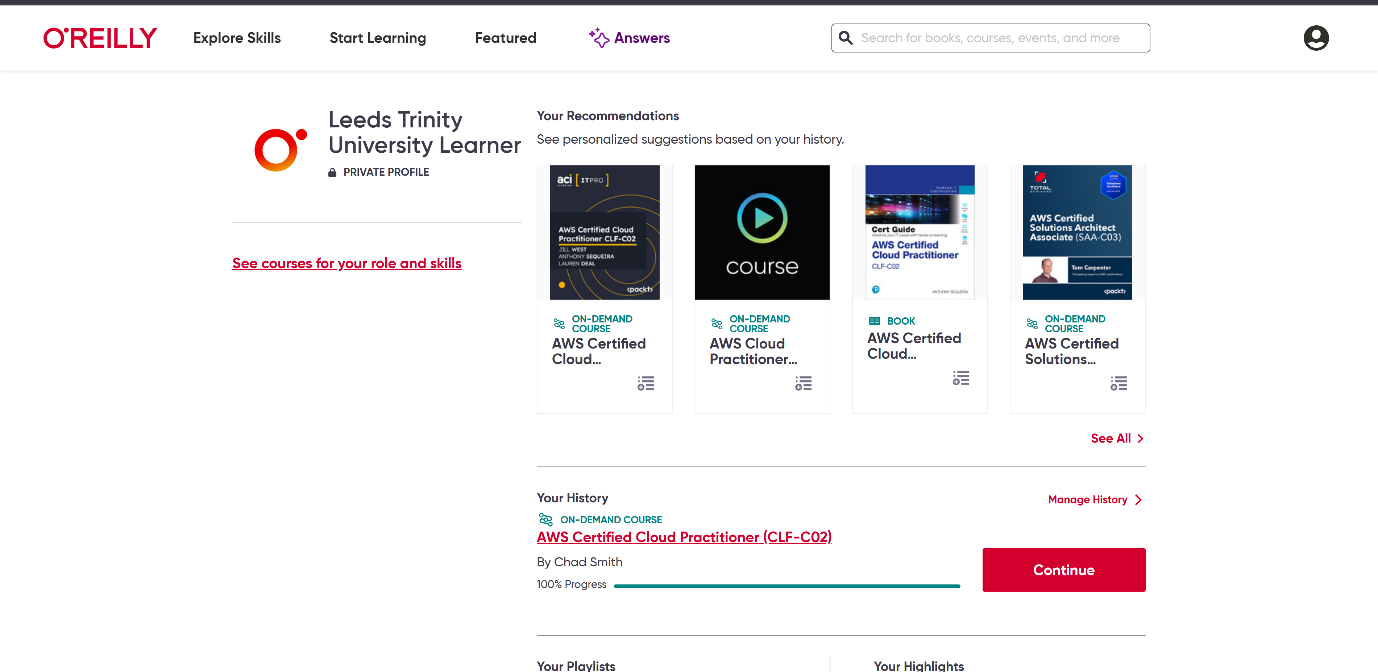 O'REILLY
Explore Skills
Start Learning
Featured
Answers
Search for books, courses, events, and more
Leeds Trinity
University Learner
PRIVATE PROFILE
See courses for your role and skills
Your Recommendations
See personalized suggestions based on your history.
aci [ITPRO]
AWS Certified Cloud
Practitioner CLF-C02
JILL WEST
ANTHONY SEQUEIRA
LAUREN DEAL
<packt>
course
Cert Guide
AWS Certified
Cloud Practitioner
CLF-C02
ANTHONY SEQUEIRA
TOTAL
SEMINARS
AWS Certified
Solutions Architect
Associate (SAA-C03)
Tom Carpenter
<packt>
ON-DEMAND
COURSE
AWS Certified
Cloud...
ON-DEMAND
COURSE
AWS Cloud
Practitioner...
BOOK
AWS Certified
Cloud...
ON-DEMAND
COURSE
AWS Certified
Solutions...
See All
Your History
Manage History
ON-DEMAND COURSE
AWS Certified Cloud Practitioner (CLF-C02)
By Chad Smith
100% Progress
Continue
Your Playlists
Your Highlights